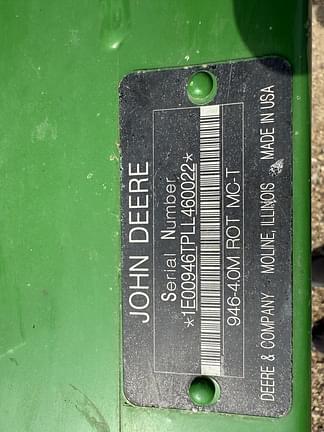 JOHN DEERE
Serial Number
*1E00946TPLL460022*
946-4.0M ROT MC-T
DEERE & COMPANY MOLINE, ILLINOIS MADE IN USA